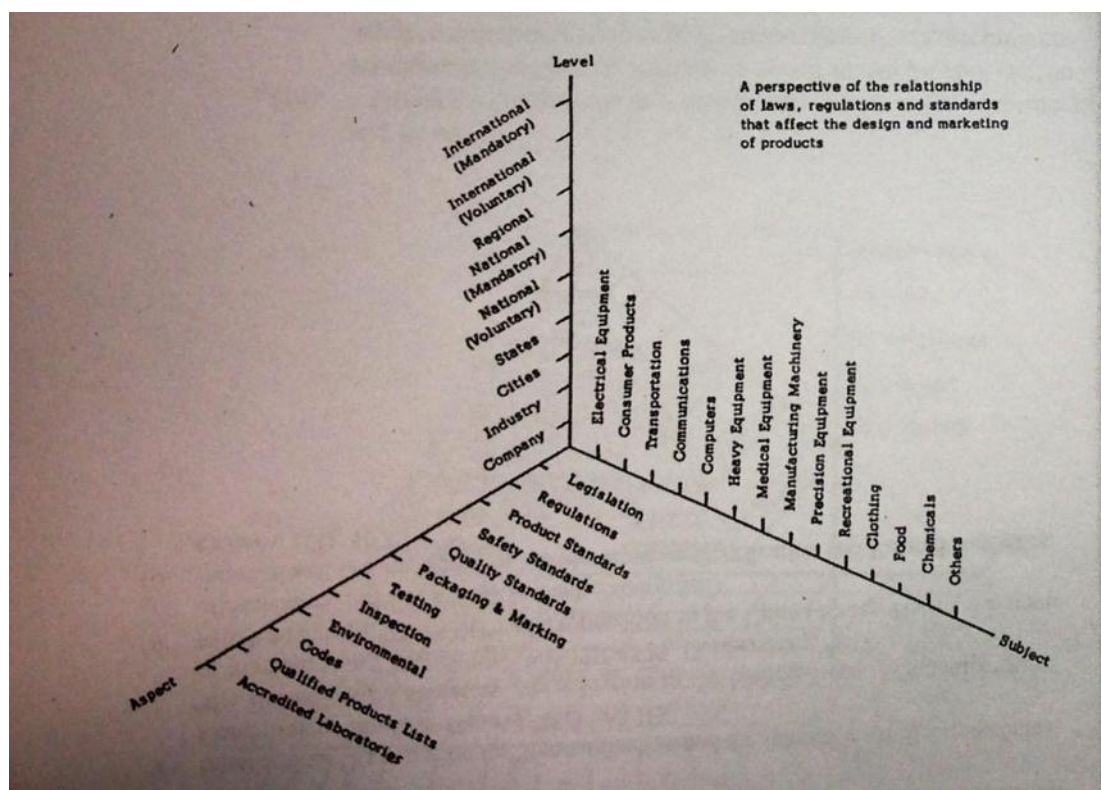 Level
A perspective of the relationship
of laws, regulations and standards
that affect the design and marketing
of products
International
(Mandatory)
International
(Voluntary)
Regional
National
(Mandatory)
National
(Voluntary)
States
Cities
Industry
Company
Electrical Equipment
Consumer Products
Transportation
Communications
Computers
Heavy Equipment
Medical Equipment
Manufacturing Machinery
Precision Equipment
Recreational Equipment
Clothing
Food
Chemicals
Others
Subject
Legislation
Regulations
Product Standards
Safety Standards
Quality Standards
Packaging & Marking
Testing
Inspection
Environmental
Codes
Qualified Products Lists
Accredited Laboratories
Aspect